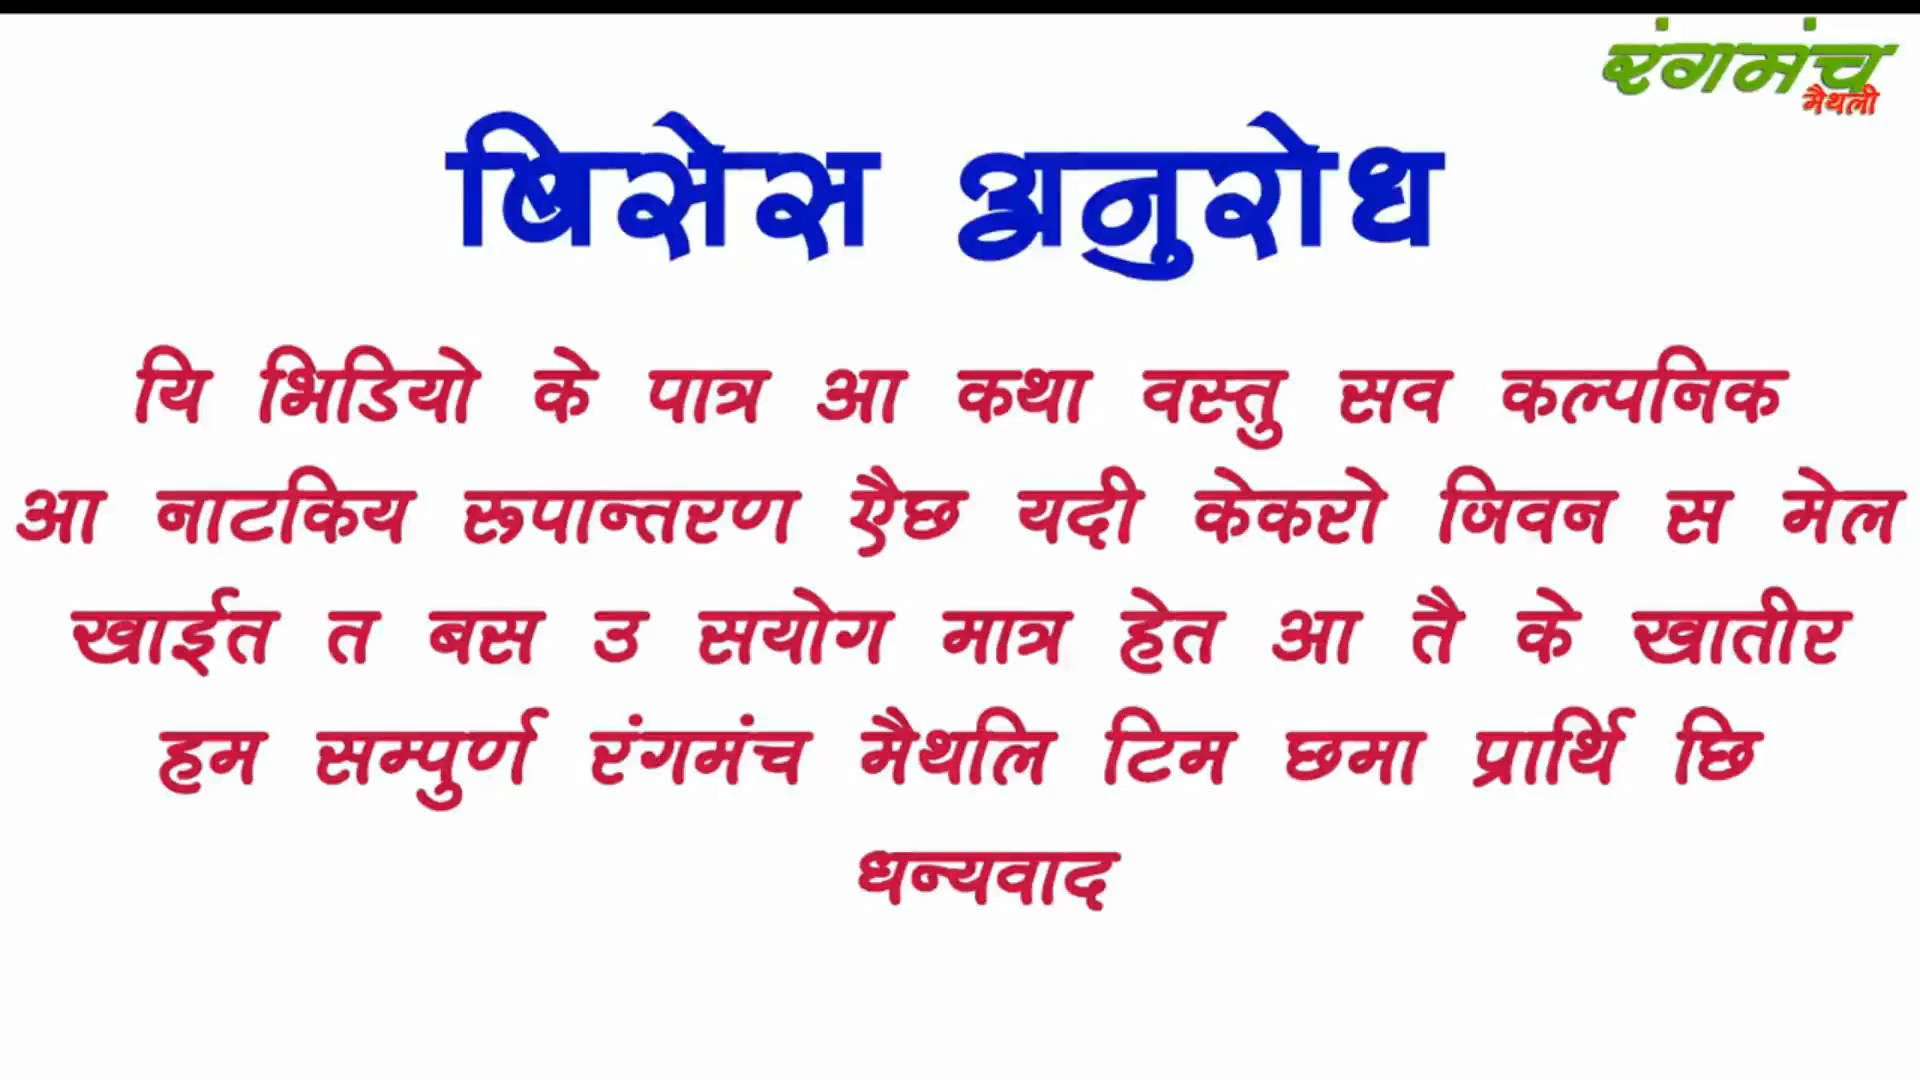 रंगमंच
मैथली
बिसेस अनुरोध
यि भिडियो के पात्र आ कथा वस्तु सव कल्पनिक
आ नाटकिय रूपान्तरण एैछ यदी केकरो जिवन स मेल
खाईत त बस उ सयोग मात्र हेत आ तै के खातीर
हम सम्पुर्ण रंगमंच मैथलि टिम छमा प्रार्थि छि
धन्यवाद